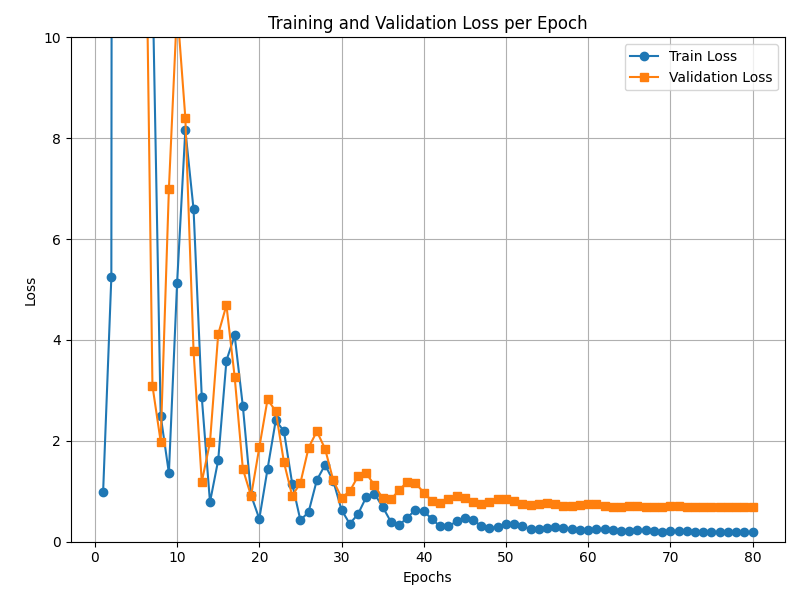 Training and Validation Loss per Epoch
Train Loss
Validation Loss
10
8
6
4
2
0
Loss
0 10 20 30 40 50 60 70 80
Epochs